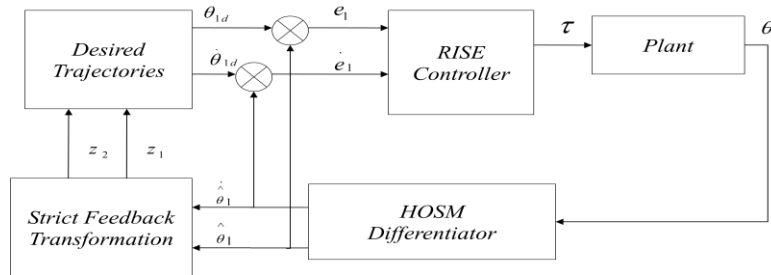 θ₁d
e₁
Desired
Trajectories
θ̇₁d
ė₁
RISE
Controller
τ
Plant
θ
z₂
z₁
Strict Feedback
Transformation
θ̂̇₁
θ̂₁
HOSM
Differentiator